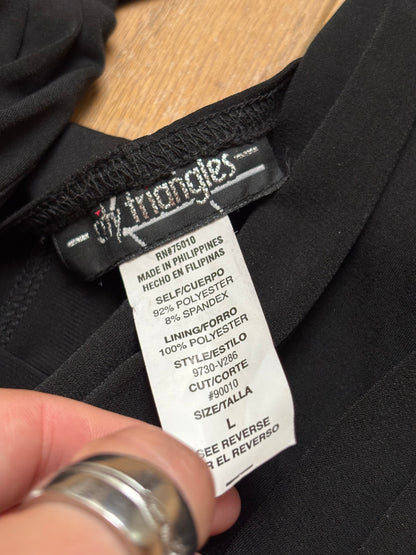 city triangles
RN#75010
MADE IN PHILIPPINES
HECHO EN FILIPINAS
SELF/CUERPO
92% POLYESTER
8% SPANDEX
LINING/FORRO
100% POLYESTER
STYLE/ESTILO
9730-V286
CUT/CORTE
#90010
SIZE/TALLA
L
SEE REVERSE
R EL REVERSO